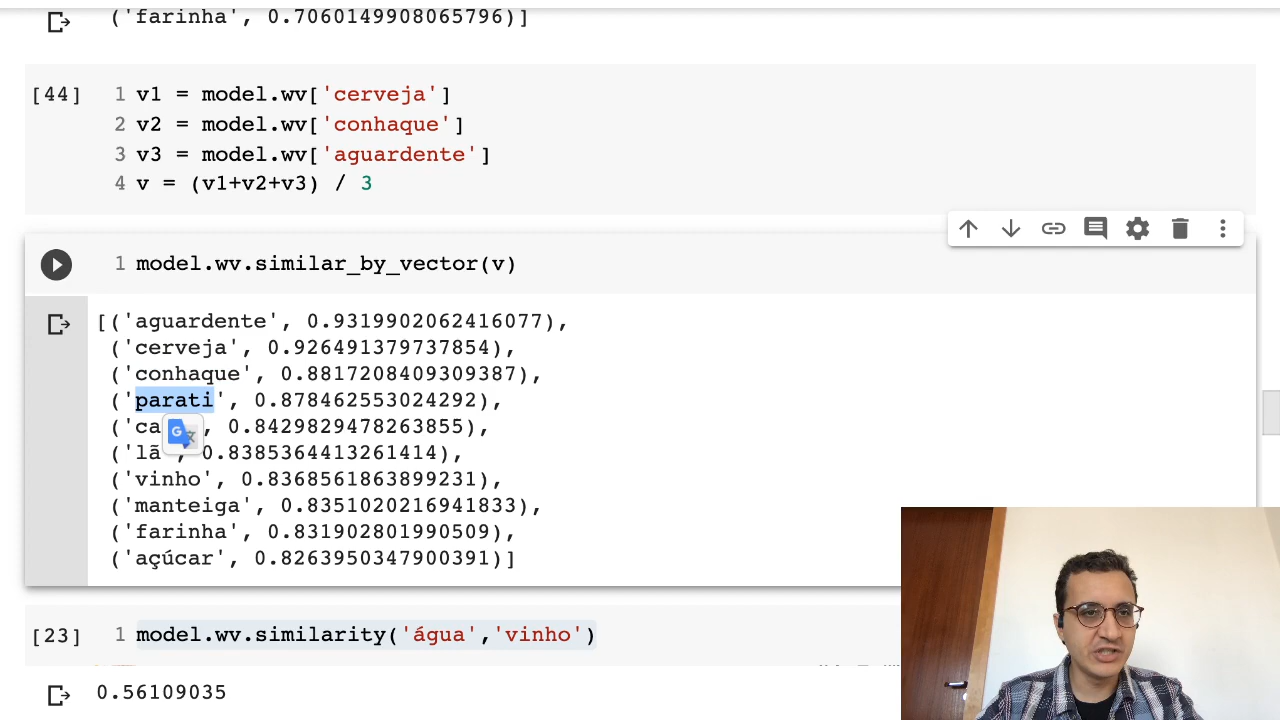 ('farinha', 0.7060149908065796)]
[44] 1 v1 = model.wv['cerveja']
2 v2 = model.wv['conhaque']
3 v3 = model.wv['aguardente']
4 v = (v1+v2+v3) / 3
1 model.wv.similar_by_vector(v)
[('aguardente', 0.9319902062416077),
('cerveja', 0.926491379737854),
('conhaque', 0.8817208409309387),
('parati', 0.878462553024292),
(' , 0.8429829478263855),
('lã', 0.8385364413261414),
('vinho', 0.8368561863899231),
('manteiga', 0.8351020216941833),
('farinha', 0.831902801990509),
('açúcar', 0.8263950347900391)]
[23] 1 model.wv.similarity('água','vinho')
0.56109035